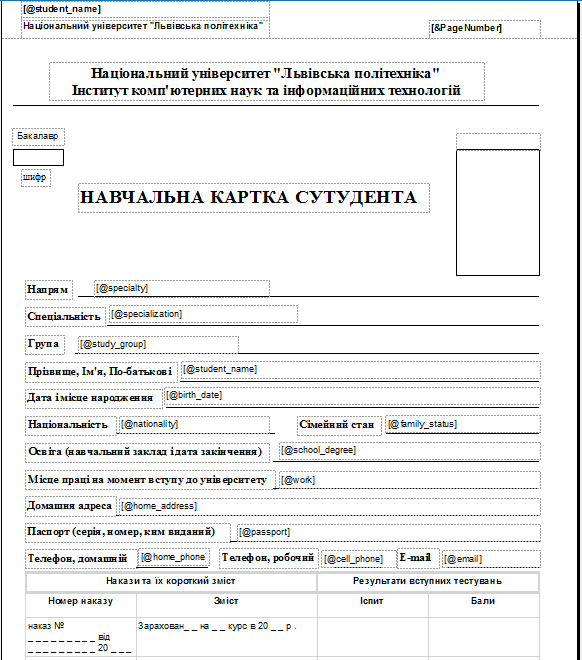 [@student_name]
Національний університет "Львівська політехніка"
[&PageNumber]
Національний університет "Львівська політехніка"
Інститут комп'ютерних наук та інформаційних технологій
Бакалавр
шифр
НАВЧАЛЬНА КАРТКА СУТУДЕНТА
Напрям [@specialty]
Спеціальність [@specialization]
Група [@study_group]
Прізвище, Ім'я, По-батькові [@student_name]
Дата і місце народження [@birth_date]
Національність [@nationality] Сімейний стан [@family_status]
Освіта (навчальний заклад і дата закінчення) [@school_degree]
Місце праці на момент вступу до університету [@work]
Домашня адреса [@home_address]
Паспорт (серія, номер, ким виданий) [@passport]
Телефон, домашній [@home_phone Телефон, робочий [@cell_phone] E-mail [@email]
Накази та їх короткий зміст Результати вступних тестувань
Номер наказу Зміст Іспит Бали
наказ № Зарахован_ _ на _ _ курс в 20 _ _ р .
_ _ _ _ _ _ _ _ _ від
_ _ _ _ _ _ _ _ _ 20 _ _ _